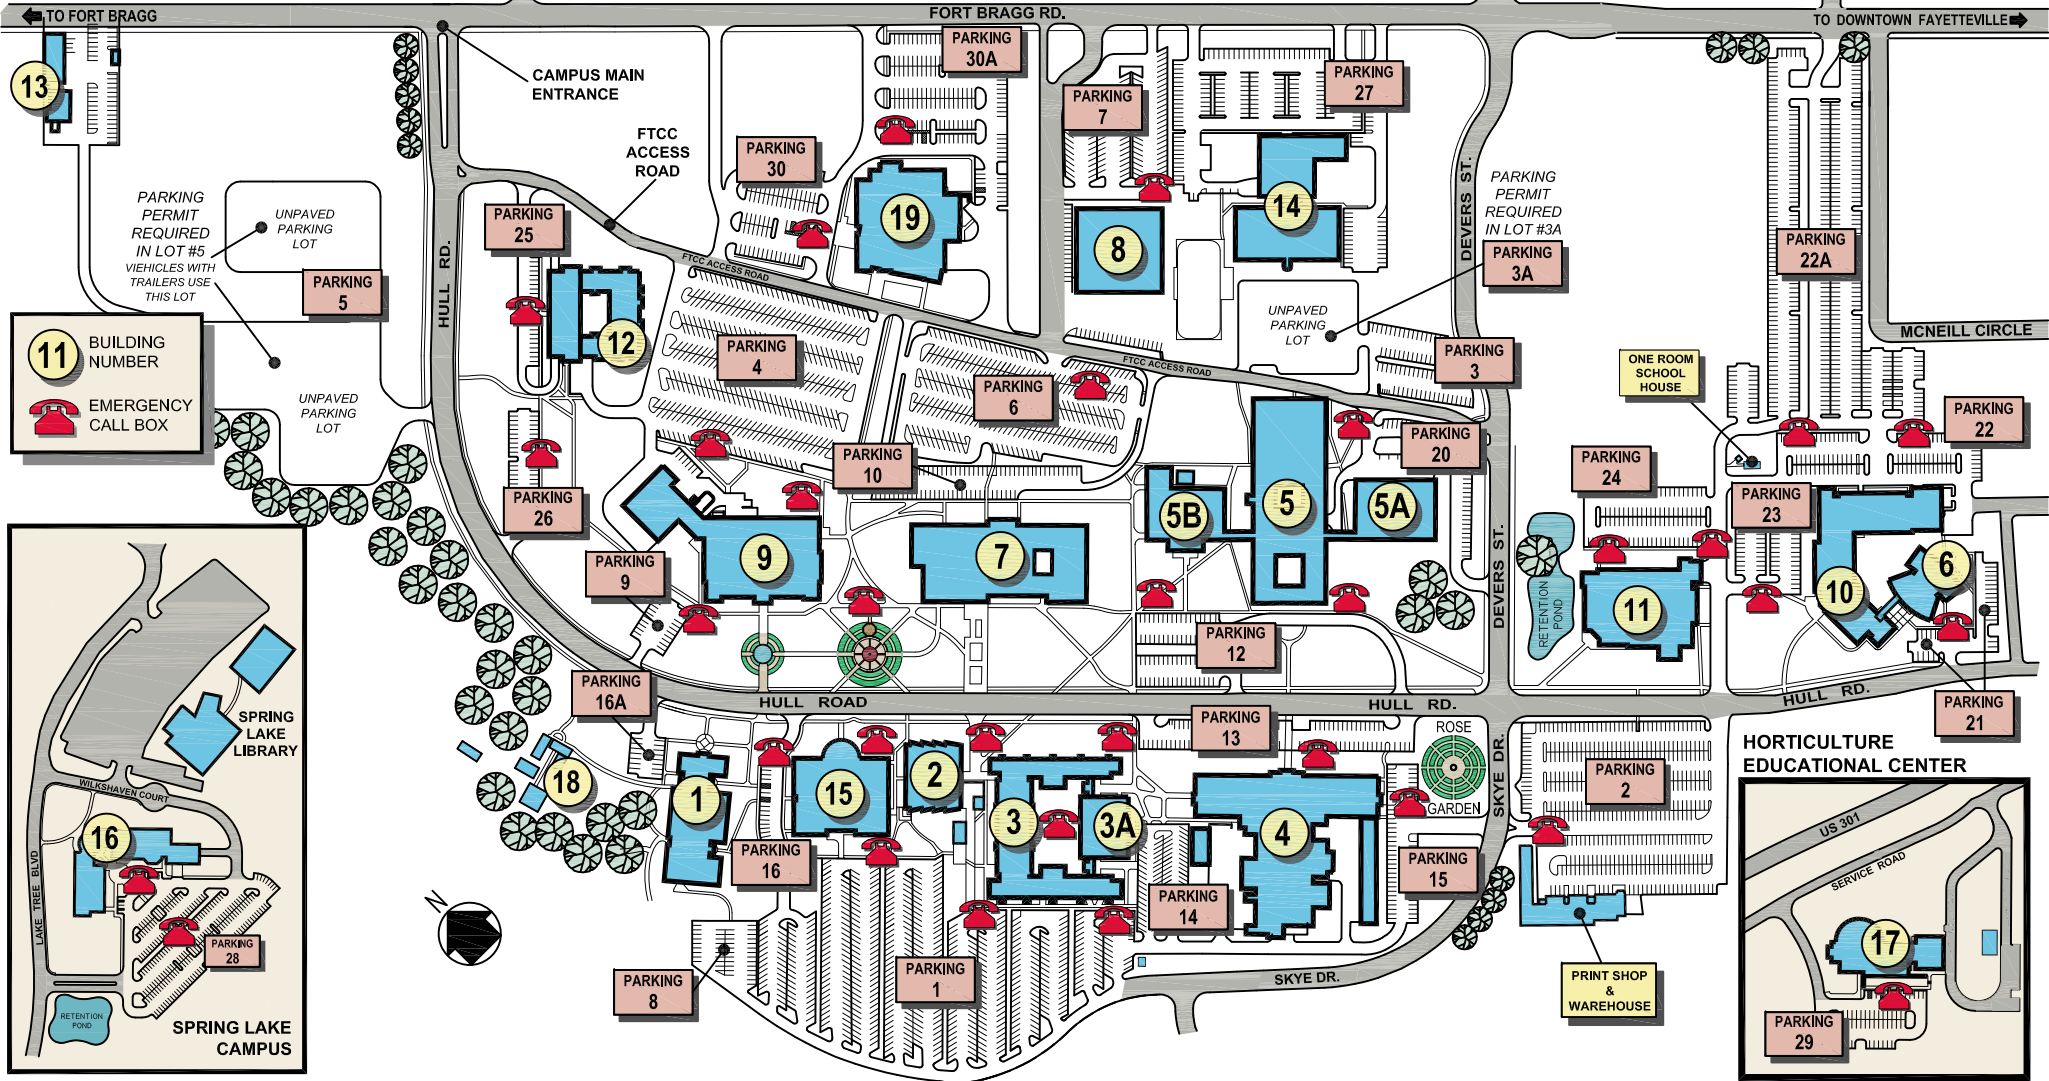 TO FORT BRAGG
FORT BRAGG RD.
TO DOWNTOWN FAYETTEVILLE
13
CAMPUS MAIN
ENTRANCE
PARKING
30A
PARKING
7
PARKING
27
FTCC
ACCESS
ROAD
PARKING
30
PARKING
PERMIT
REQUIRED
IN LOT #5
VIEHICLES WITH
TRAILERS USE
THIS LOT
UNPAVED
PARKING
LOT
PARKING
5
HULL RD.
PARKING
25
FTCC ACCESS ROAD
19
8
14
DEVERS ST.
PARKING
PERMIT
REQUIRED
IN LOT #3A
PARKING
3A
PARKING
22A
UNPAVED
PARKING
LOT
MCNEILL CIRCLE
11
BUILDING
NUMBER
EMERGENCY
CALL BOX
12
PARKING
4
PARKING
6
FTCC ACCESS ROAD
PARKING
3
ONE ROOM
SCHOOL
HOUSE
UNPAVED
PARKING
LOT
PARKING
22
PARKING
20
PARKING
10
PARKING
24
PARKING
26
PARKING
23
5B
5
5A
9
7
PARKING
9
DEVERS ST.
RETENTION
POND
11
10
6
PARKING
12
PARKING
16A
HULL ROAD
HULL RD.
HULL RD.
PARKING
21
PARKING
13
ROSE
GARDEN
SKYE DR.
18
1
15
2
3
3A
4
PARKING
2
PARKING
16
PARKING
15
PARKING
14
PARKING
8
PARKING
1
SKYE DR.
PRINT SHOP
&
WAREHOUSE
N
SPRING
LAKE
LIBRARY
WILKSHAVEN COURT
16
LAKE TREE BLVD
PARKING
28
RETENTION
POND
SPRING LAKE
CAMPUS
HORTICULTURE
EDUCATIONAL CENTER
US 301
SERVICE ROAD
17
PARKING
29